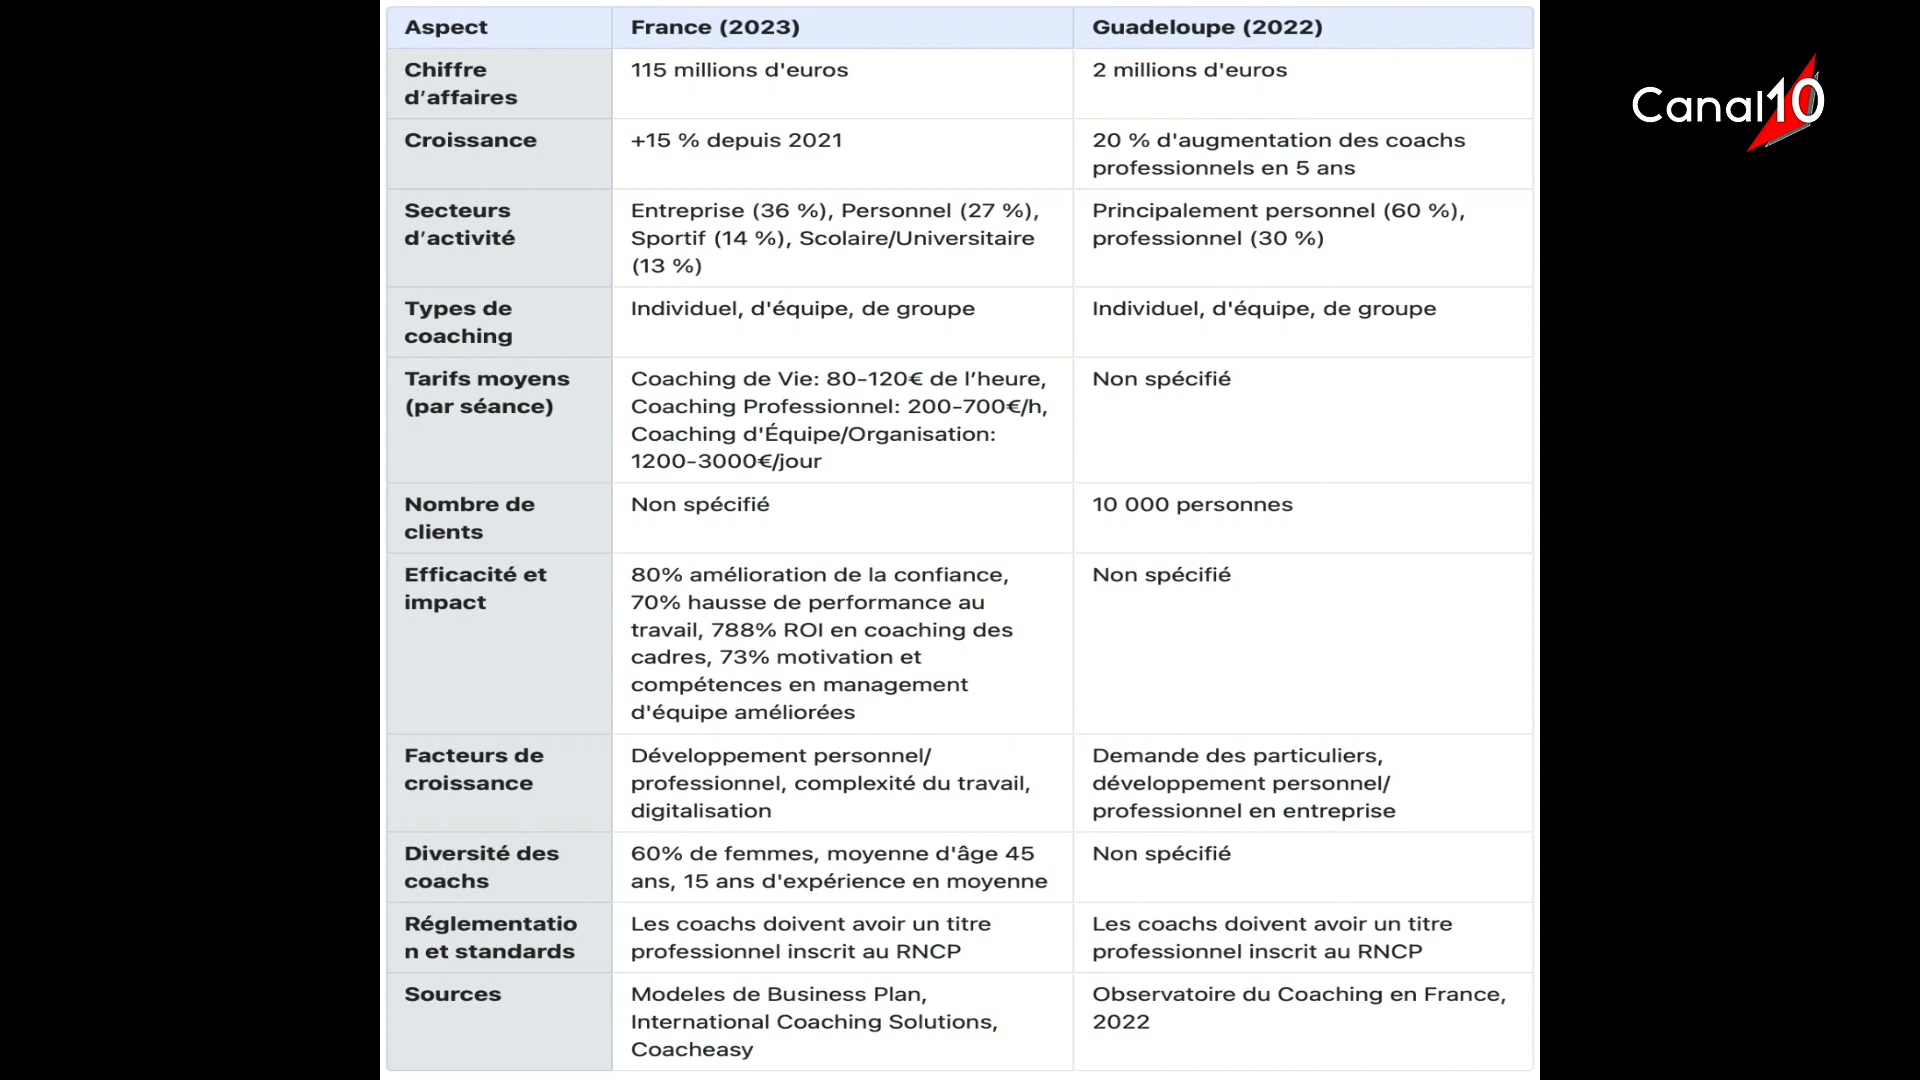 Aspect France (2023) Guadeloupe (2022)
Chiffre d’affaires 115 millions d'euros 2 millions d'euros
Croissance +15 % depuis 2021 20 % d'augmentation des coachs
professionnels en 5 ans
Secteurs d’activité Entreprise (36 %), Personnel (27 %),
Sportif (14 %), Scolaire/Universitaire
(13 %)
Principalement personnel (60 %),
professionnel (30 %)
Types de coaching
Individuel, d'équipe, de groupe
Individuel, d'équipe, de groupe
Tarifs moyens
(par séance)
Coaching de Vie: 80-120€ de l’heure,
Coaching Professionnel: 200-700€/h,
Coaching d'Équipe/Organisation:
1200-3000€/jour
Non spécifié
Nombre de
clients
Non spécifié
10 000 personnes
Efficacité et
impact
80% amélioration de la confiance,
70% hausse de performance au
travail, 788% ROI en coaching des
cadres, 73% motivation et
compétences en management
d'équipe améliorées
Non spécifié
Facteurs de
croissance
Développement personnel/
professionnel, complexité du travail,
digitalisation
Demande des particuliers,
développement personnel/
professionnel en entreprise
Diversité des
coachs
60% de femmes, moyenne d'âge 45
ans, 15 ans d'expérience en moyenne
Non spécifié
Réglementatio
n et standards
Les coachs doivent avoir un titre
professionnel inscrit au RNCP
Les coachs doivent avoir un titre
professionnel inscrit au RNCP
Sources
Modeles de Business Plan,
International Coaching Solutions,
Coacheasy
Observatoire du Coaching en France,
2022
Canal10